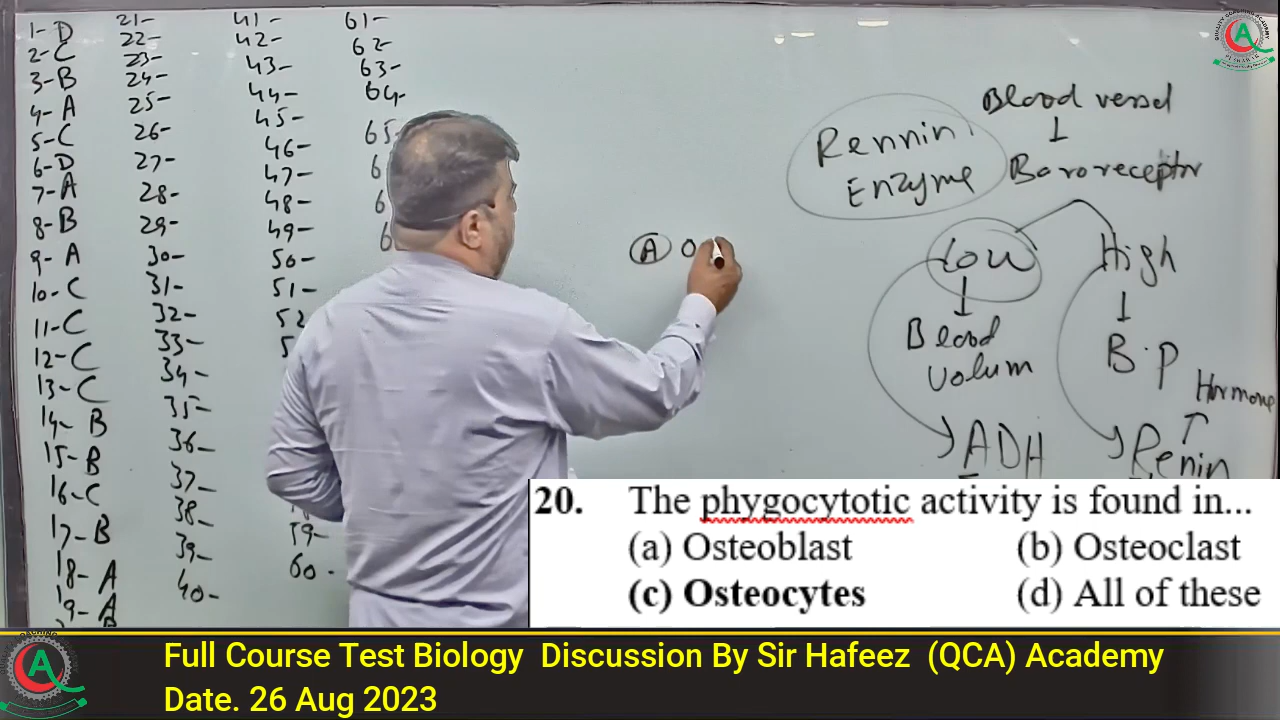 1- D
2- C
3- B
4- A
5- C
6- D
7- A
8- B
9- A
10- C
11- C
12- C
13- C
14- B
15- B
16- C
17- B
18- A
19- A
21-
22-
23-
24-
25-
26-
27-
28-
29-
30-
31-
32-
33-
34-
35-
36-
37-
38-
39-
40-
41-
42-
43-
44-
45-
46-
47-
48-
49-
50-
51-
52
59-
60-
61-
62-
63-
64-
65-
A O
Rennin
Enzyme
Blood vessel
Baroreceptor
Low
High
Blood
volum
B.P
Hormone
ADH
Renin
20. The phygocytotic activity is found in...
(a) Osteoblast (b) Osteoclast
(c) Osteocytes (d) All of these
Full Course Test Biology Discussion By Sir Hafeez (QCA) Academy
Date. 26 Aug 2023